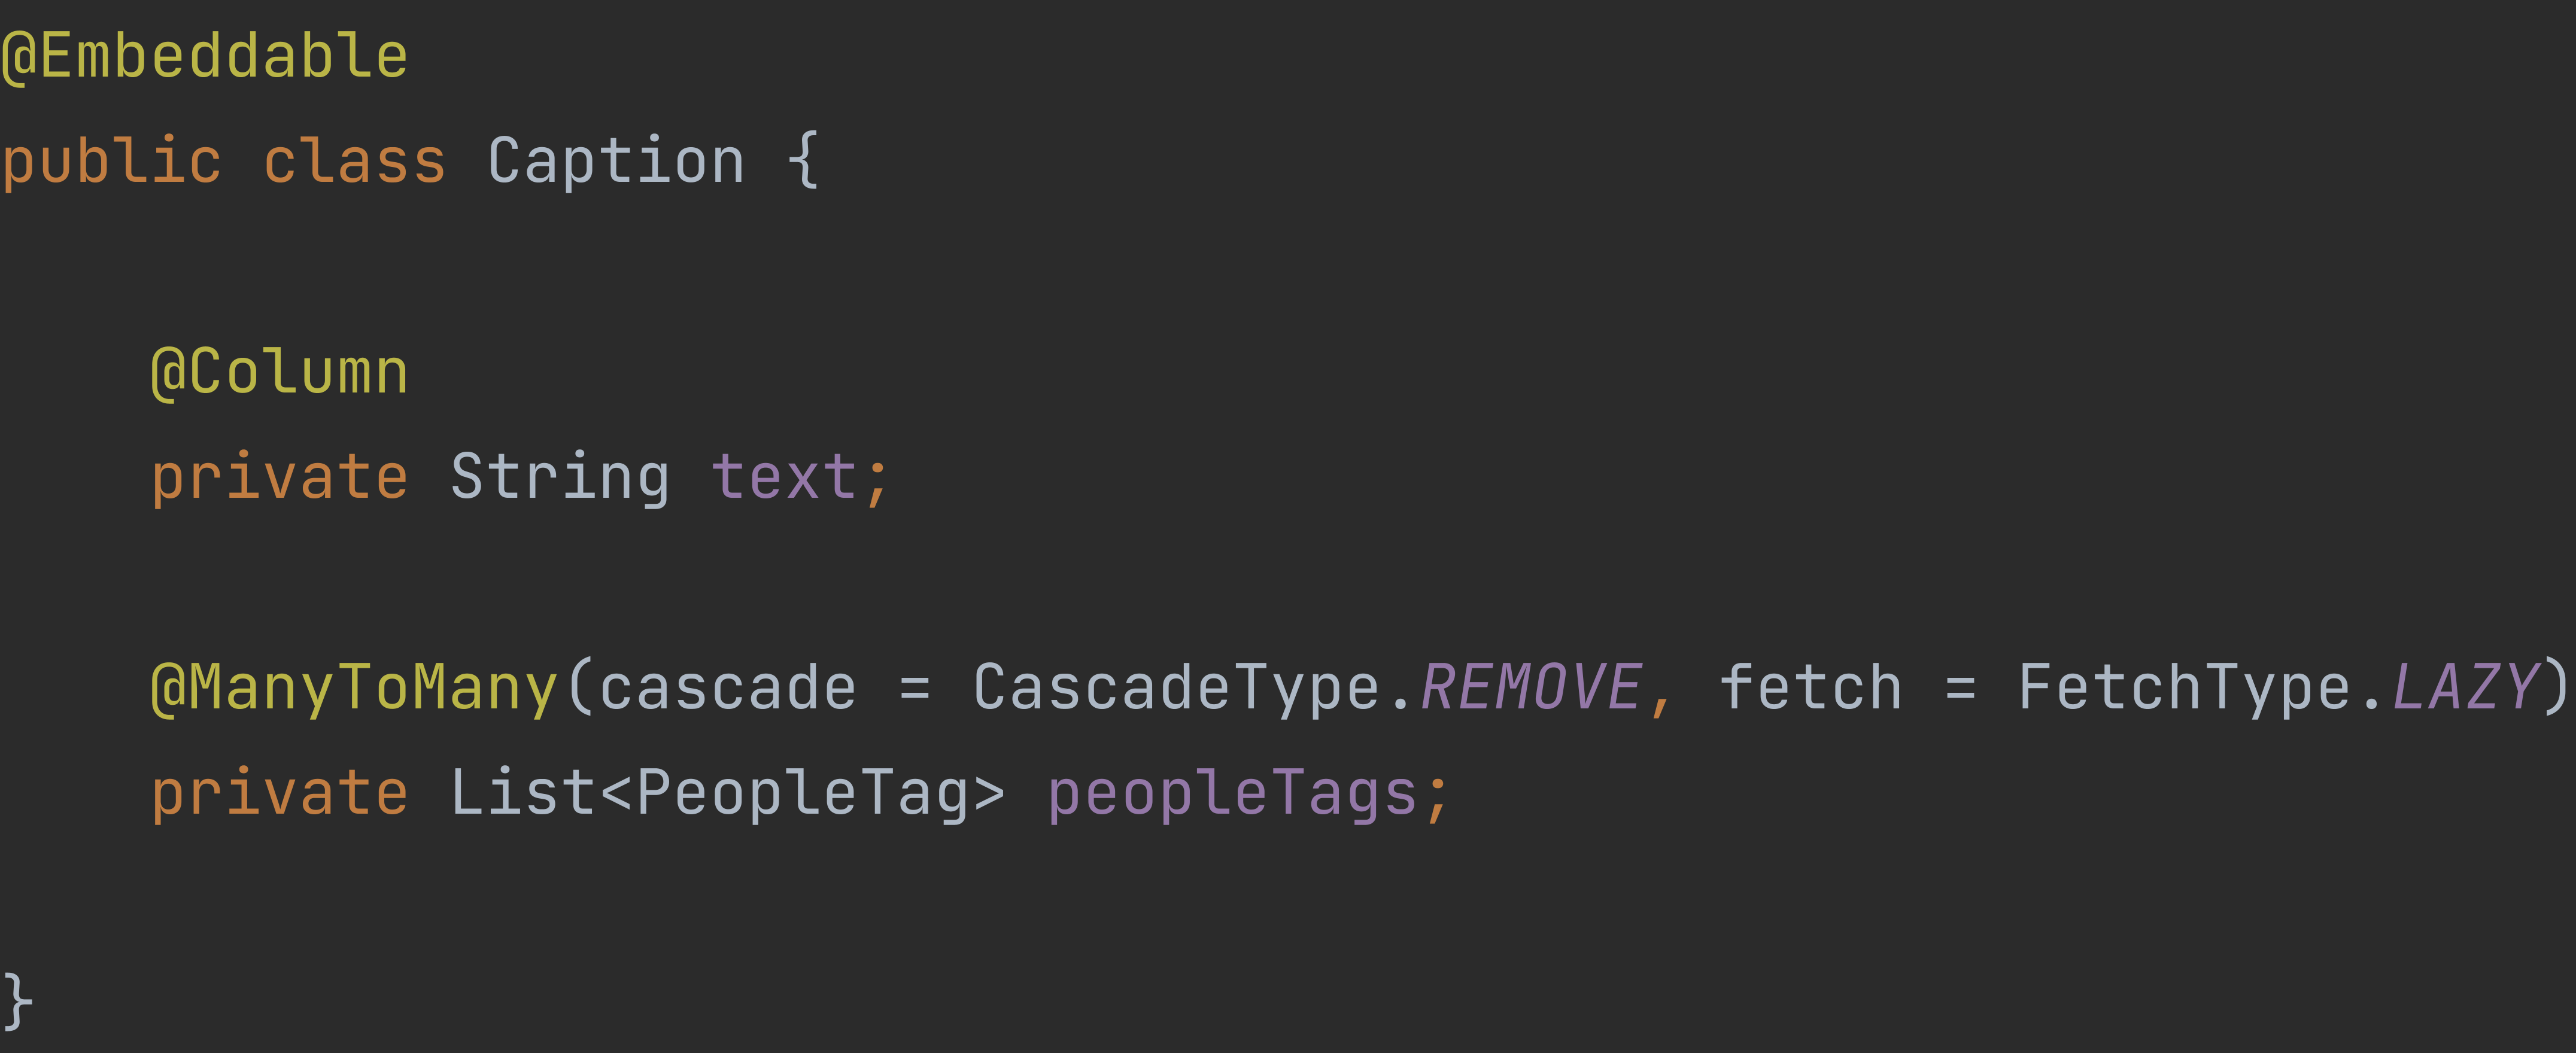 @Embeddable
public class Caption {
@Column
private String text;
@ManyToMany(cascade = CascadeType.REMOVE, fetch = FetchType.LAZY)
private List<PeopleTag> peopleTags;
}